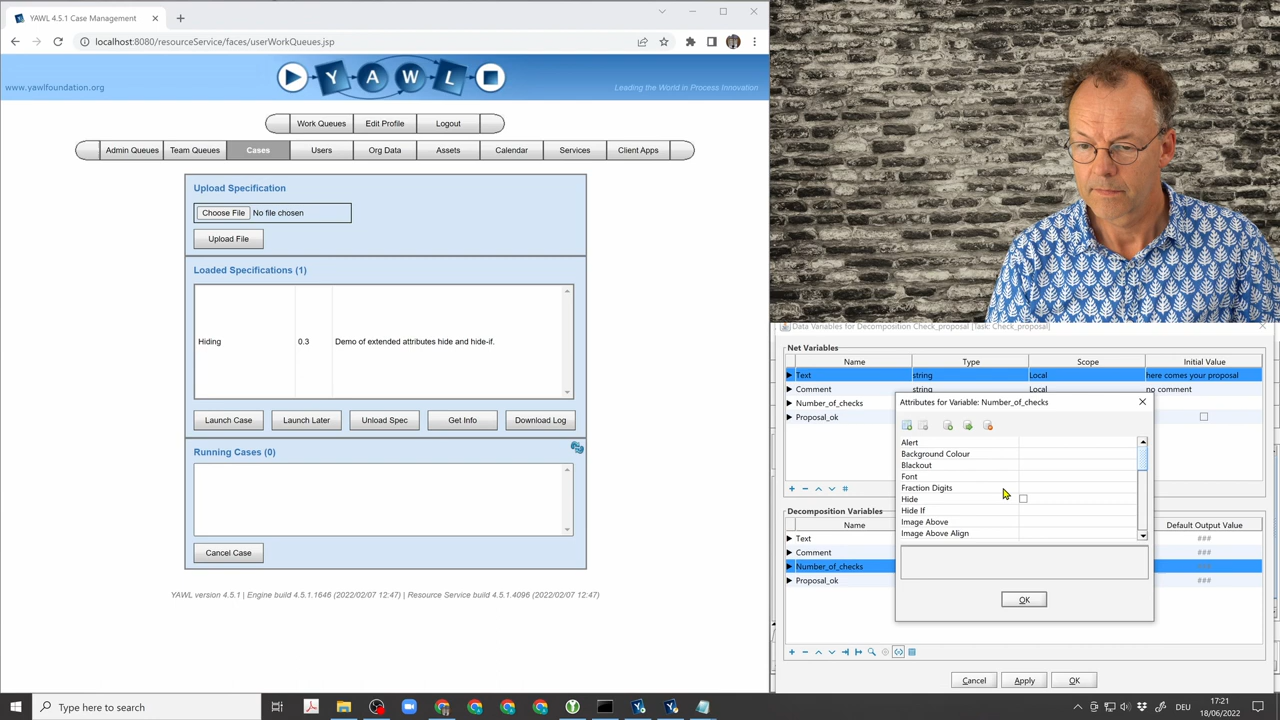 YAWL 4.5.1 Case Management
localhost:8080/resourceService/faces/userWorkQueues.jsp
www.yawlfoundation.org
YAWL
Leading the World in Process Innovation
Work Queues Edit Profile Logout
Admin Queues Team Queues Cases Users Org Data Assets Calendar Services Client Apps
Upload Specification
Choose File No file chosen
Upload File
Loaded Specifications (1)
Hiding 0.3 Demo of extended attributes hide and hide-if.
Launch Case Launch Later Unload Spec Get Info Download Log
Running Cases (0)
Cancel Case
YAWL version 4.5.1 | Engine build 4.5.1.1646 (2022/02/07 12:47) | Resource Service build 4.5.1.4096 (2022/02/07 12:47)
Data Variables for Decomposition Check_proposal [Task: Check_proposal]
Net Variables
Name Type Scope Initial Value
Text string Local here comes your proposal
Comment string Local no comment
Number_of_checks
Proposal_ok
Attributes for Variable: Number_of_checks
Alert
Background Colour
Blackout
Font
Fraction Digits
Hide
Hide If
Image Above
Image Above Align
OK
Decomposition Variables
Name Default Output Value
Text ###
Comment ###
Number_of_checks ###
Proposal_ok ###
Cancel Apply OK
Type here to search
DEU
17:21
18/06/2022